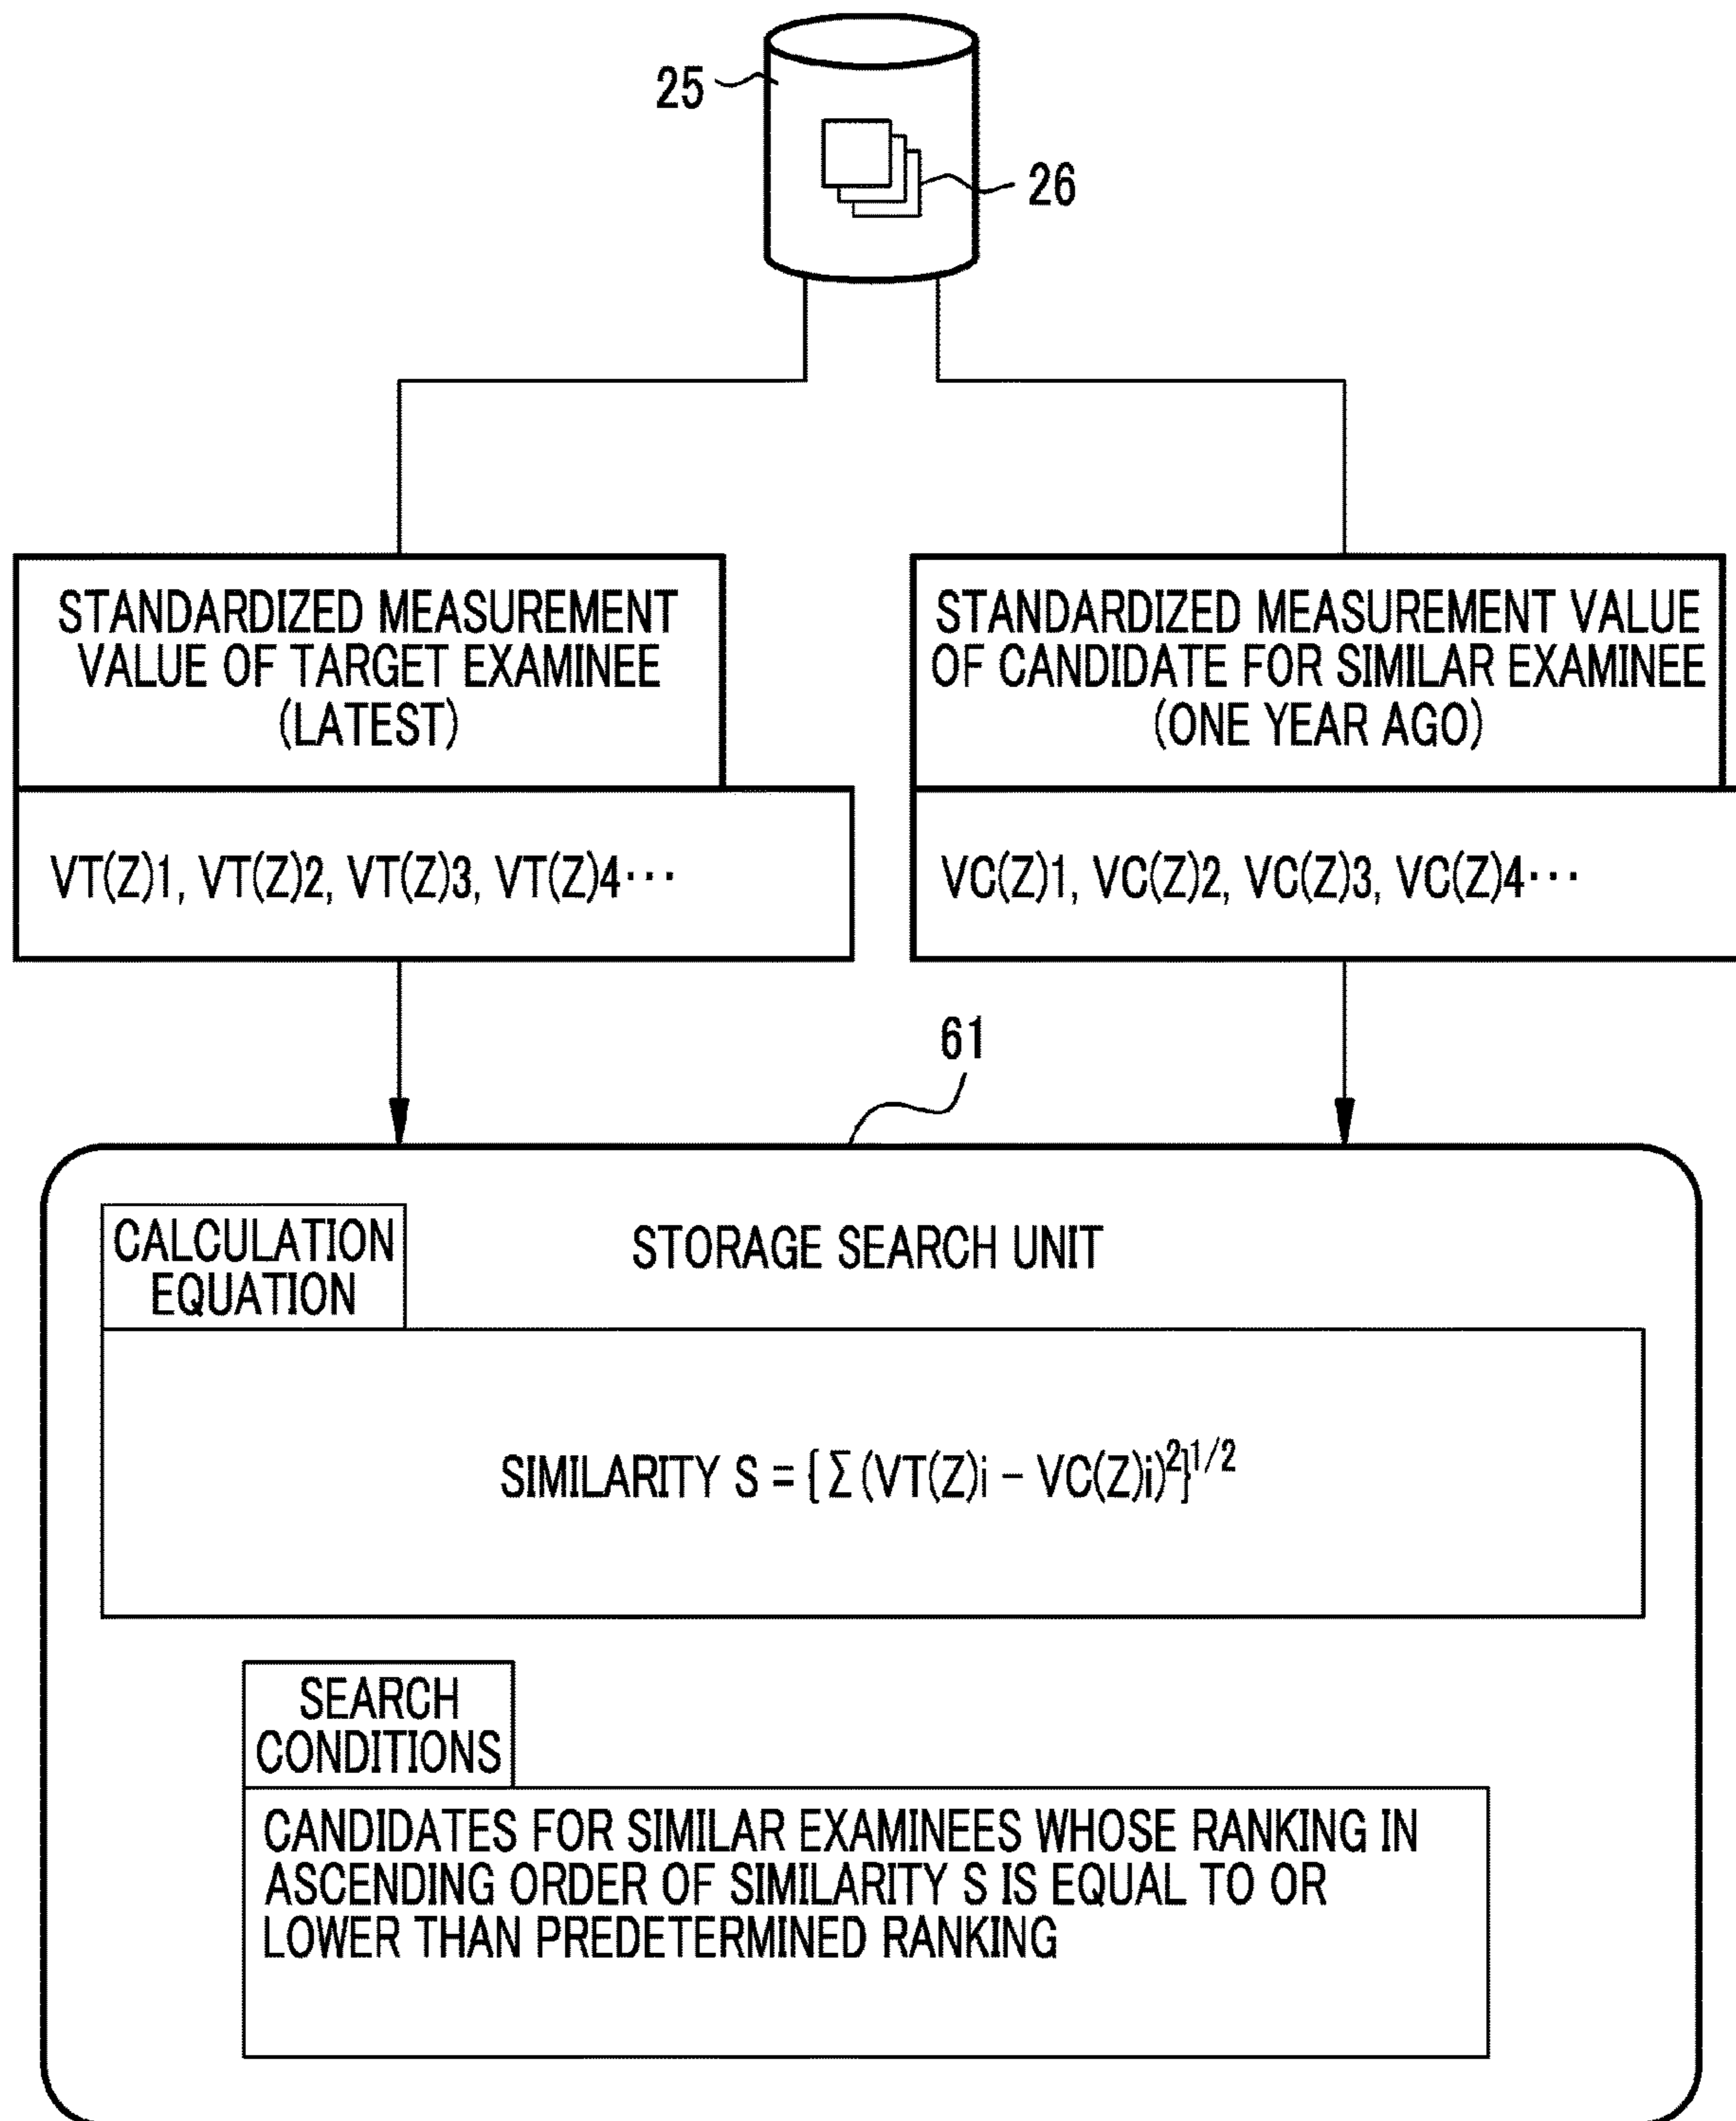 25
26
STANDARDIZED MEASUREMENT
VALUE OF TARGET EXAMINEE
(LATEST)
VT(Z)1, VT(Z)2, VT(Z)3, VT(Z)4···
STANDARDIZED MEASUREMENT VALUE
OF CANDIDATE FOR SIMILAR EXAMINEE
(ONE YEAR AGO)
VC(Z)1, VC(Z)2, VC(Z)3, VC(Z)4···
61
STORAGE SEARCH UNIT
CALCULATION
EQUATION
SIMILARITY S = {Σ(VT(Z)i − VC(Z)i)²}¹/²
SEARCH
CONDITIONS
CANDIDATES FOR SIMILAR EXAMINEES WHOSE RANKING IN
ASCENDING ORDER OF SIMILARITY S IS EQUAL TO OR
LOWER THAN PREDETERMINED RANKING